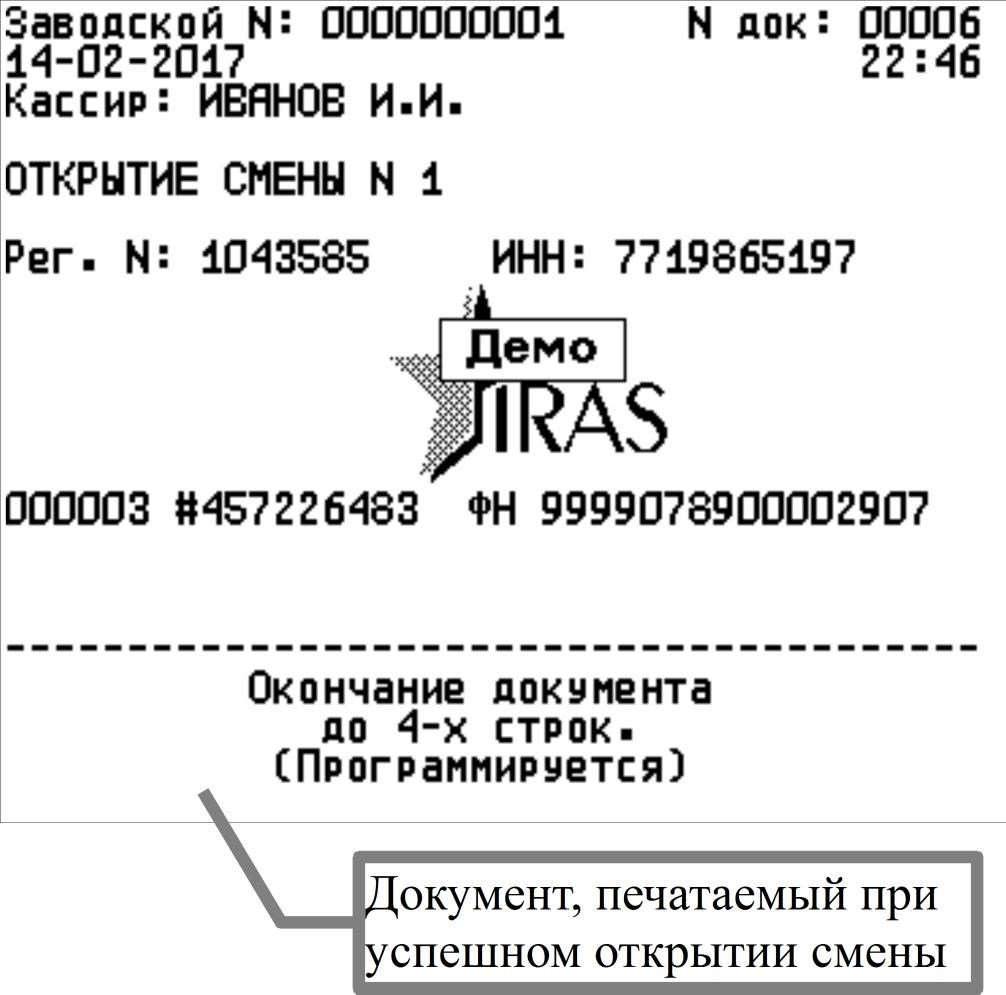 Заводской N: 0000000001 N док: 00006
14-02-2017 22:46
Кассир: ИВАНОВ И.И.
ОТКРЫТИЕ СМЕНЫ N 1
Рег. N: 1043585 ИНН: 7719865197
Демо
IRAS
000003 #457226483 ФН 9999078900002907
----------------------------------------
Окончание документа
до 4-х строк.
(Программируется)
Документ, печатаемый при
успешном открытии смены